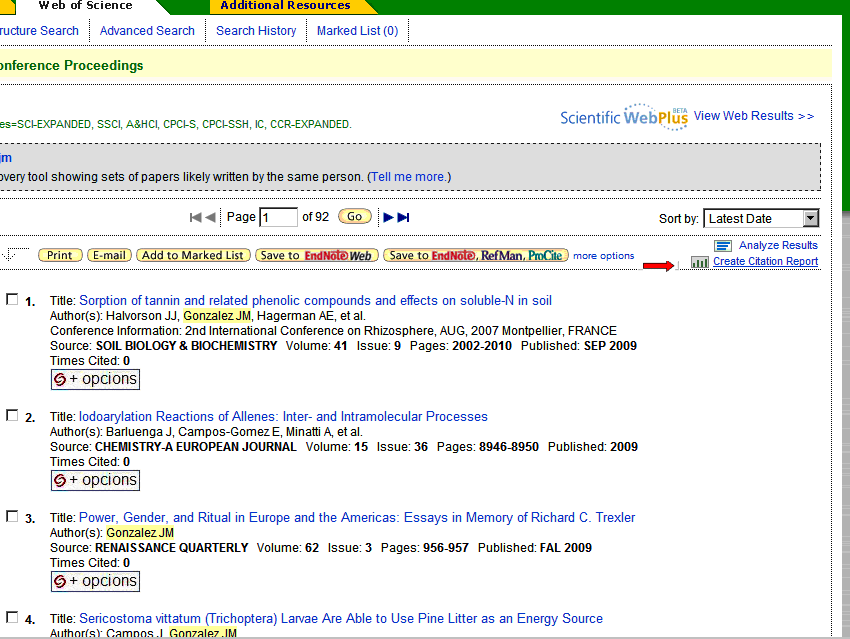 Web of Science Additional Resources
ructure Search Advanced Search Search History Marked List (0)
onference Proceedings
es=SCI-EXPANDED, SSCI, A&HCI, CPCI-S, CPCI-SSH, IC, CCR-EXPANDED.
Scientific WebPlus BETA View Web Results >>
jm
overy tool showing sets of papers likely written by the same person. (Tell me more.)
Page 1 of 92 Go Sort by: Latest Date
Analyze Results
Print E-mail Add to Marked List Save to EndNote Web Save to EndNote, RefMan, ProCite more options
Create Citation Report
1. Title: Sorption of tannin and related phenolic compounds and effects on soluble-N in soil
Author(s): Halvorson JJ, Gonzalez JM, Hagerman AE, et al.
Conference Information: 2nd International Conference on Rhizosphere, AUG, 2007 Montpellier, FRANCE
Source: SOIL BIOLOGY & BIOCHEMISTRY Volume: 41 Issue: 9 Pages: 2002-2010 Published: SEP 2009
Times Cited: 0
+ opcions
2. Title: Iodoarylation Reactions of Allenes: Inter- and Intramolecular Processes
Author(s): Barluenga J, Campos-Gomez E, Minatti A, et al.
Source: CHEMISTRY-A EUROPEAN JOURNAL Volume: 15 Issue: 36 Pages: 8946-8950 Published: 2009
Times Cited: 0
+ opcions
3. Title: Power, Gender, and Ritual in Europe and the Americas: Essays in Memory of Richard C. Trexler
Author(s): Gonzalez JM
Source: RENAISSANCE QUARTERLY Volume: 62 Issue: 3 Pages: 956-957 Published: FAL 2009
Times Cited: 0
+ opcions
4. Title: Sericostoma vittatum (Trichoptera) Larvae Are Able to Use Pine Litter as an Energy Source
Author(s): Campos J, Gonzalez JM